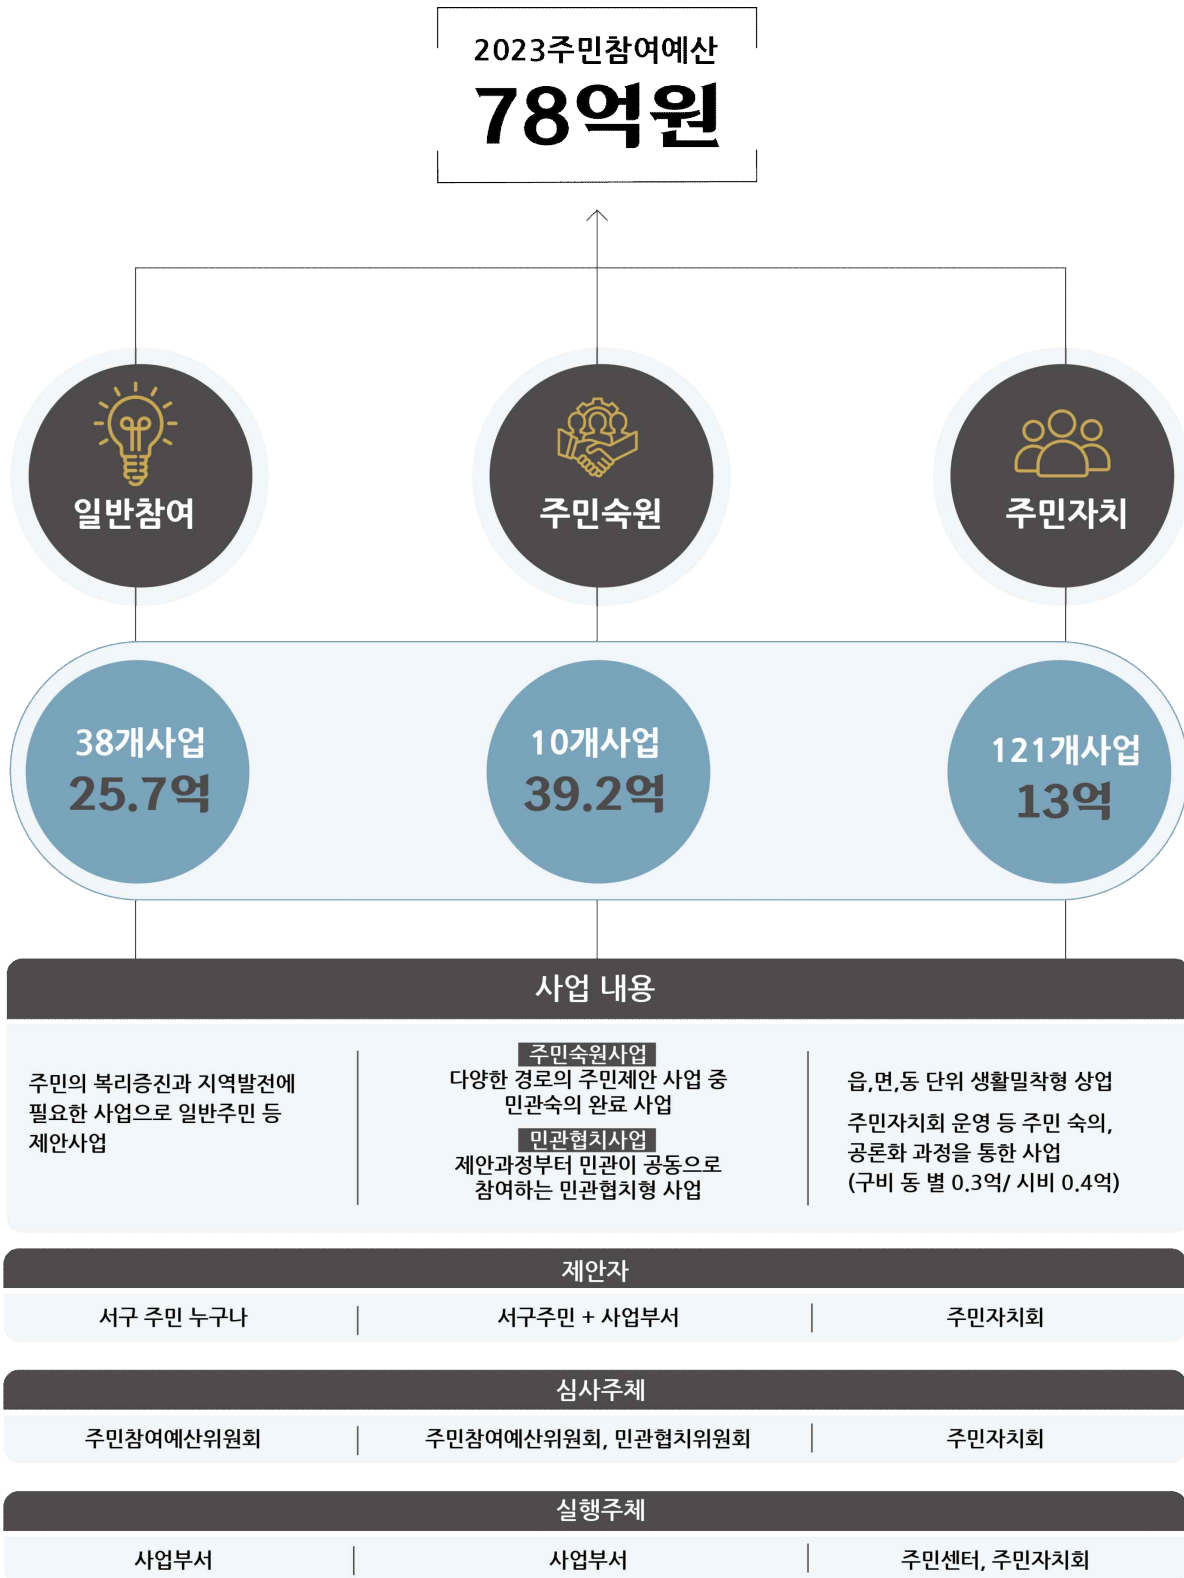 2023주민참여예산
78억원
일반참여
주민숙원
주민자치
38개사업
25.7억
10개사업
39.2억
121개사업
13억
사업 내용
주민의 복리증진과 지역발전에
필요한 사업으로 일반주민 등
제안사업
주민숙원사업
다양한 경로의 주민제안 사업 중
민관숙의 완료 사업
민관협치사업
제안과정부터 민관이 공동으로
참여하는 민관협치형 사업
읍,면,동 단위 생활밀착형 상업
주민자치회 운영 등 주민 숙의,
공론화 과정을 통한 사업
(구비 동 별 0.3억/ 시비 0.4억)
제안자
서구 주민 누구나
서구주민 + 사업부서
주민자치회
심사주체
주민참여예산위원회
주민참여예산위원회, 민관협치위원회
주민자치회
실행주체
사업부서
사업부서
주민센터, 주민자치회